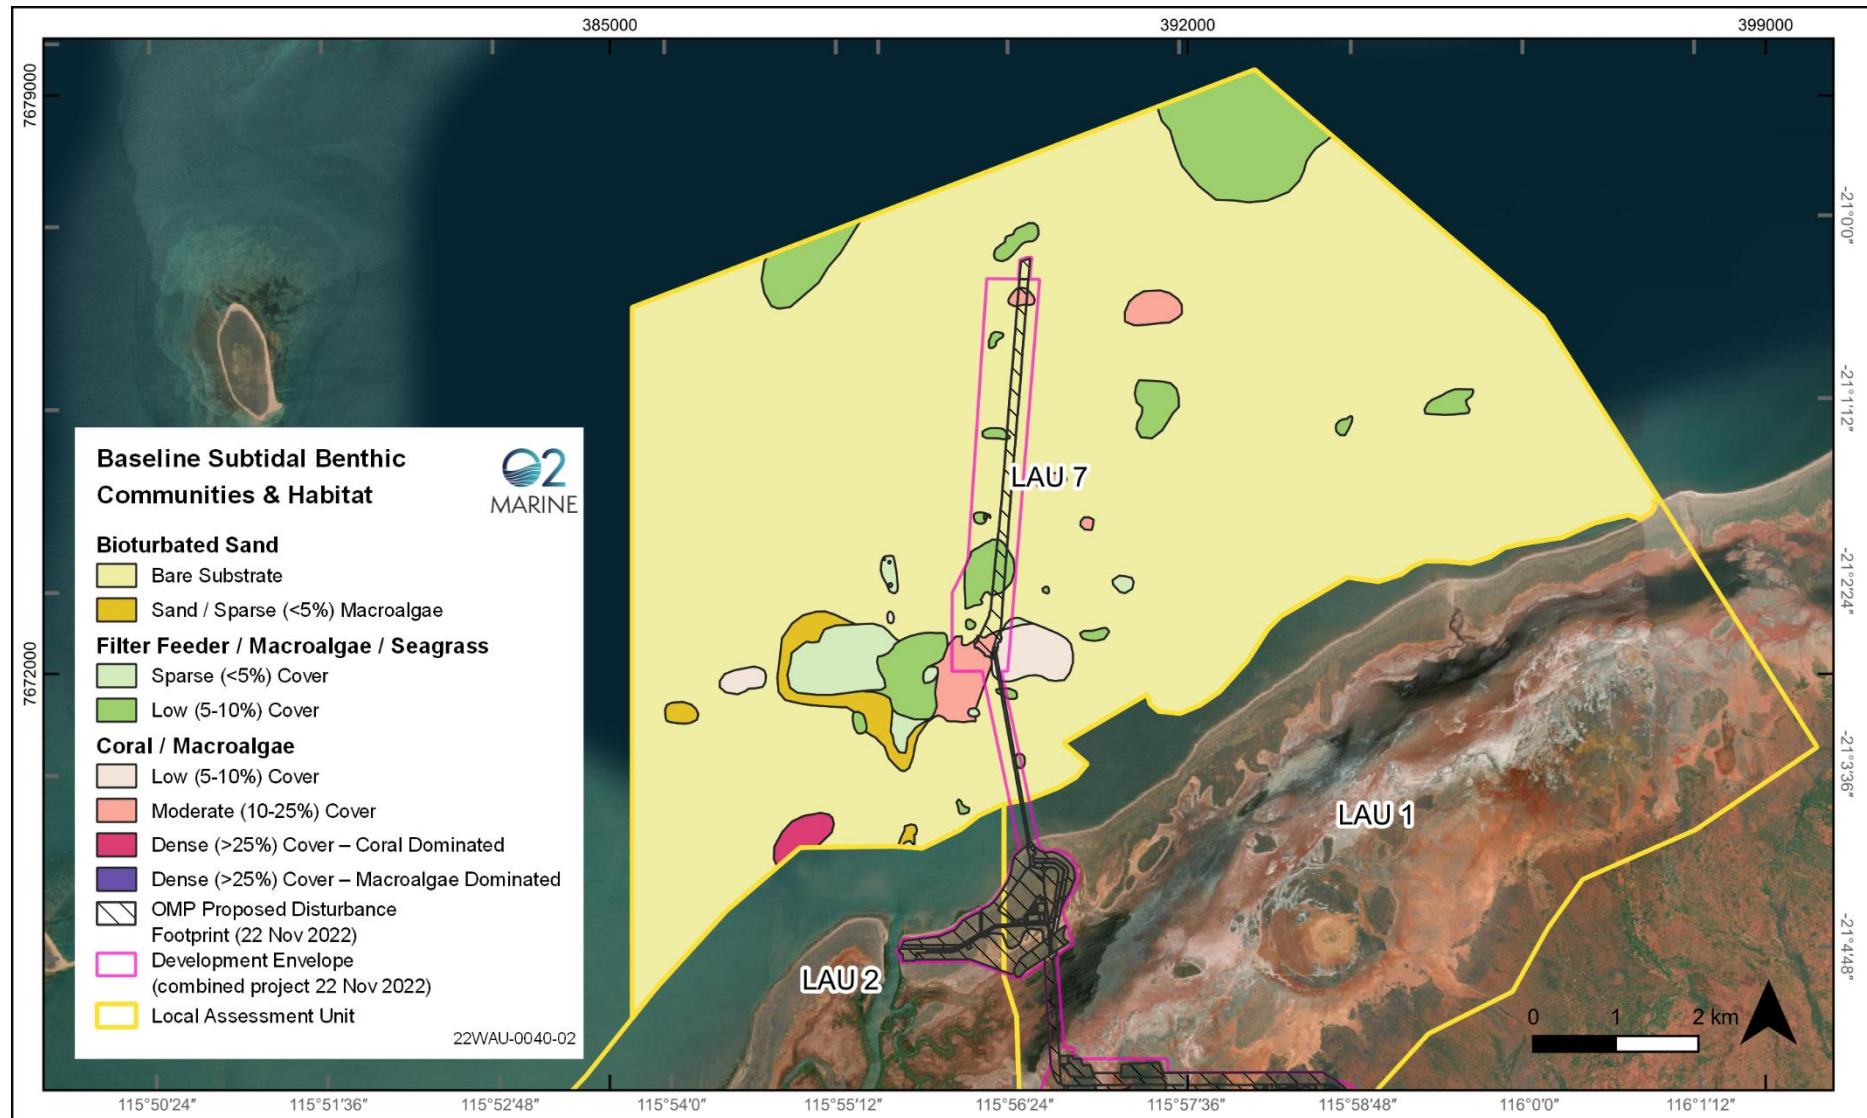 385000
392000
399000
7679000
7672000
-21°0'0"
-21°1'12"
-21°2'24"
-21°3'36"
-21°4'48"
LAU 7
LAU 1
LAU 2
Baseline Subtidal Benthic
Communities & Habitat
O2
MARINE
Bioturbated Sand
Bare Substrate
Sand / Sparse (<5%) Macroalgae
Filter Feeder / Macroalgae / Seagrass
Sparse (<5%) Cover
Low (5-10%) Cover
Coral / Macroalgae
Low (5-10%) Cover
Moderate (10-25%) Cover
Dense (>25%) Cover – Coral Dominated
Dense (>25%) Cover – Macroalgae Dominated
OMP Proposed Disturbance
Footprint (22 Nov 2022)
Development Envelope
(combined project 22 Nov 2022)
Local Assessment Unit
22WAU-0040-02
0 1 2 km
115°50'24"
115°51'36"
115°52'48"
115°54'0"
115°55'12"
115°56'24"
115°57'36"
115°58'48"
116°0'0"
116°1'12"